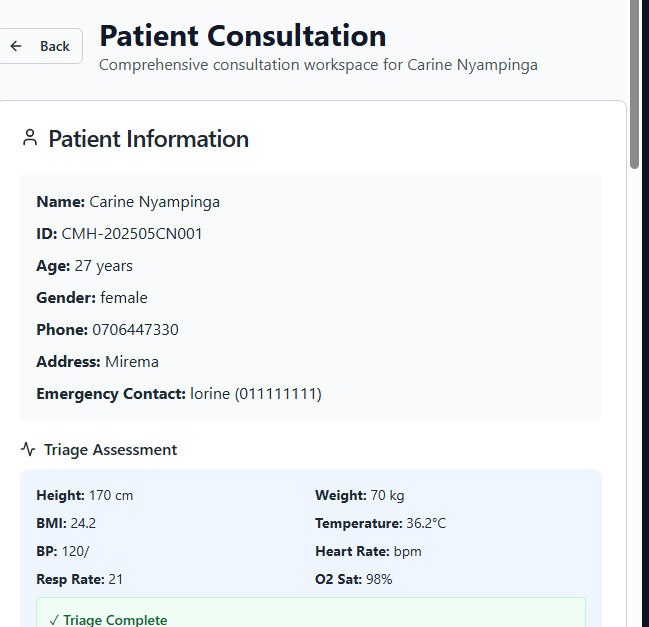 Back
Patient Consultation
Comprehensive consultation workspace for Carine Nyampinga
Patient Information
Name: Carine Nyampinga
ID: CMH-202505CN001
Age: 27 years
Gender: female
Phone: 0706447330
Address: Mirema
Emergency Contact: lorine (011111111)
Triage Assessment
Height: 170 cm
Weight: 70 kg
BMI: 24.2
Temperature: 36.2°C
BP: 120/
Heart Rate: bpm
Resp Rate: 21
O2 Sat: 98%
✓ Triage Complete